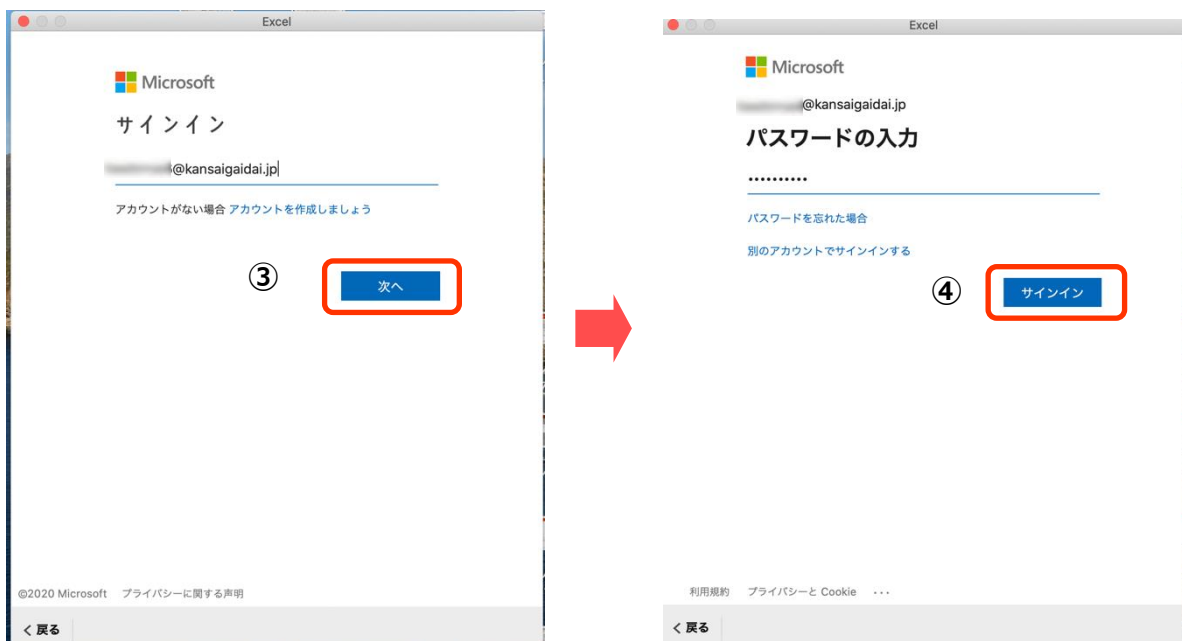 Excel
Microsoft
サインイン
@kansaigaidai.jp
アカウントがない場合 アカウントを作成しましょう
③
次へ
©2020 Microsoft プライバシーに関する声明
< 戻る
Excel
Microsoft
@kansaigaidai.jp
パスワードの入力
••••••••••
パスワードを忘れた場合
別のアカウントでサインインする
④
サインイン
利用規約 プライバシーと Cookie ···
< 戻る